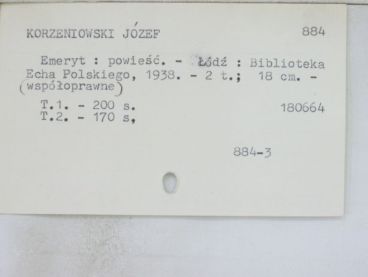 KORZENIOWSKI JÓZEF 884
Emeryt : powieść. - Łódź : Biblioteka
Echa Polskiego, 1938. - 2 t.; 18 cm. -
(współoprawne)
T.1. - 200 s. 180664
T.2. - 170 s,
884-3